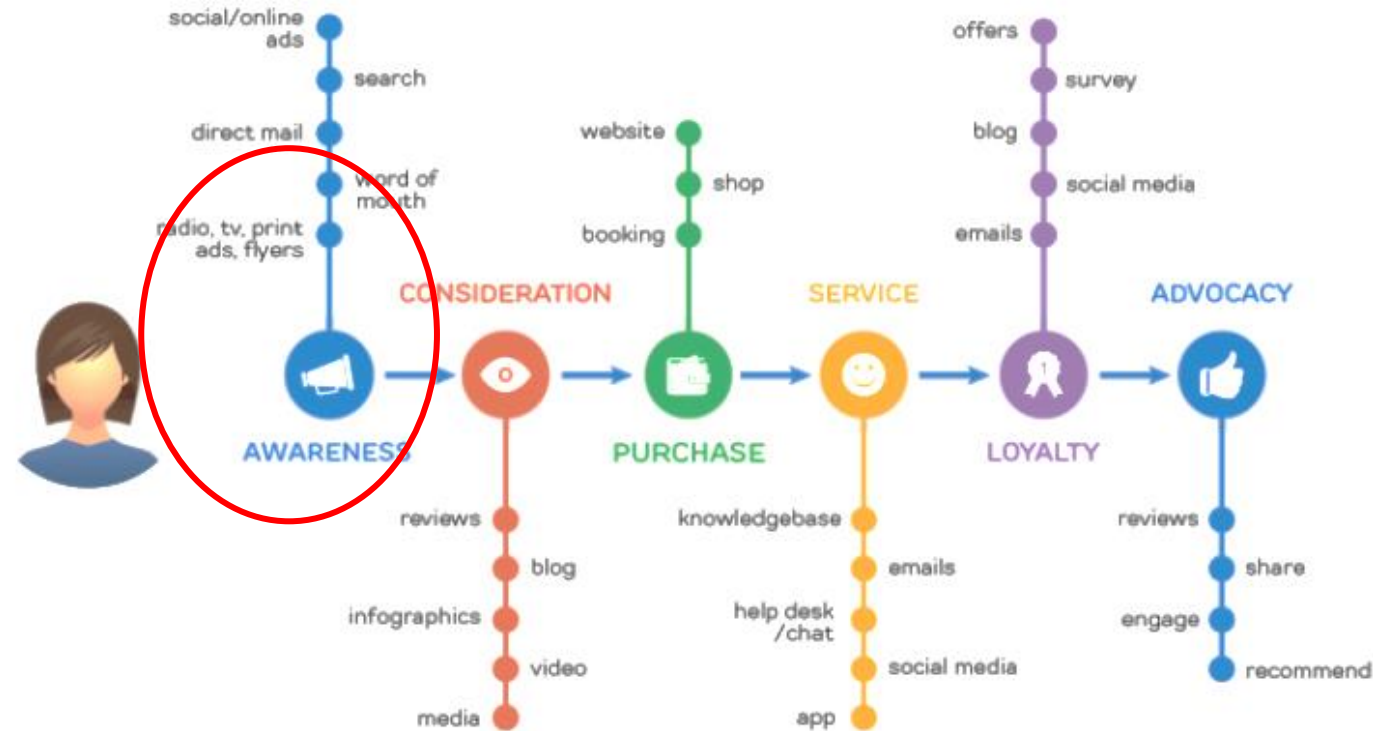 social/online
ads
search
direct mail
word of
mouth
radio, tv, print
ads, flyers
AWARENESS
CONSIDERATION
reviews
blog
infographics
video
media
website
shop
booking
PURCHASE
SERVICE
knowledgebase
emails
help desk
/chat
social media
app
offers
survey
blog
social media
emails
LOYALTY
ADVOCACY
reviews
share
engage
recommend